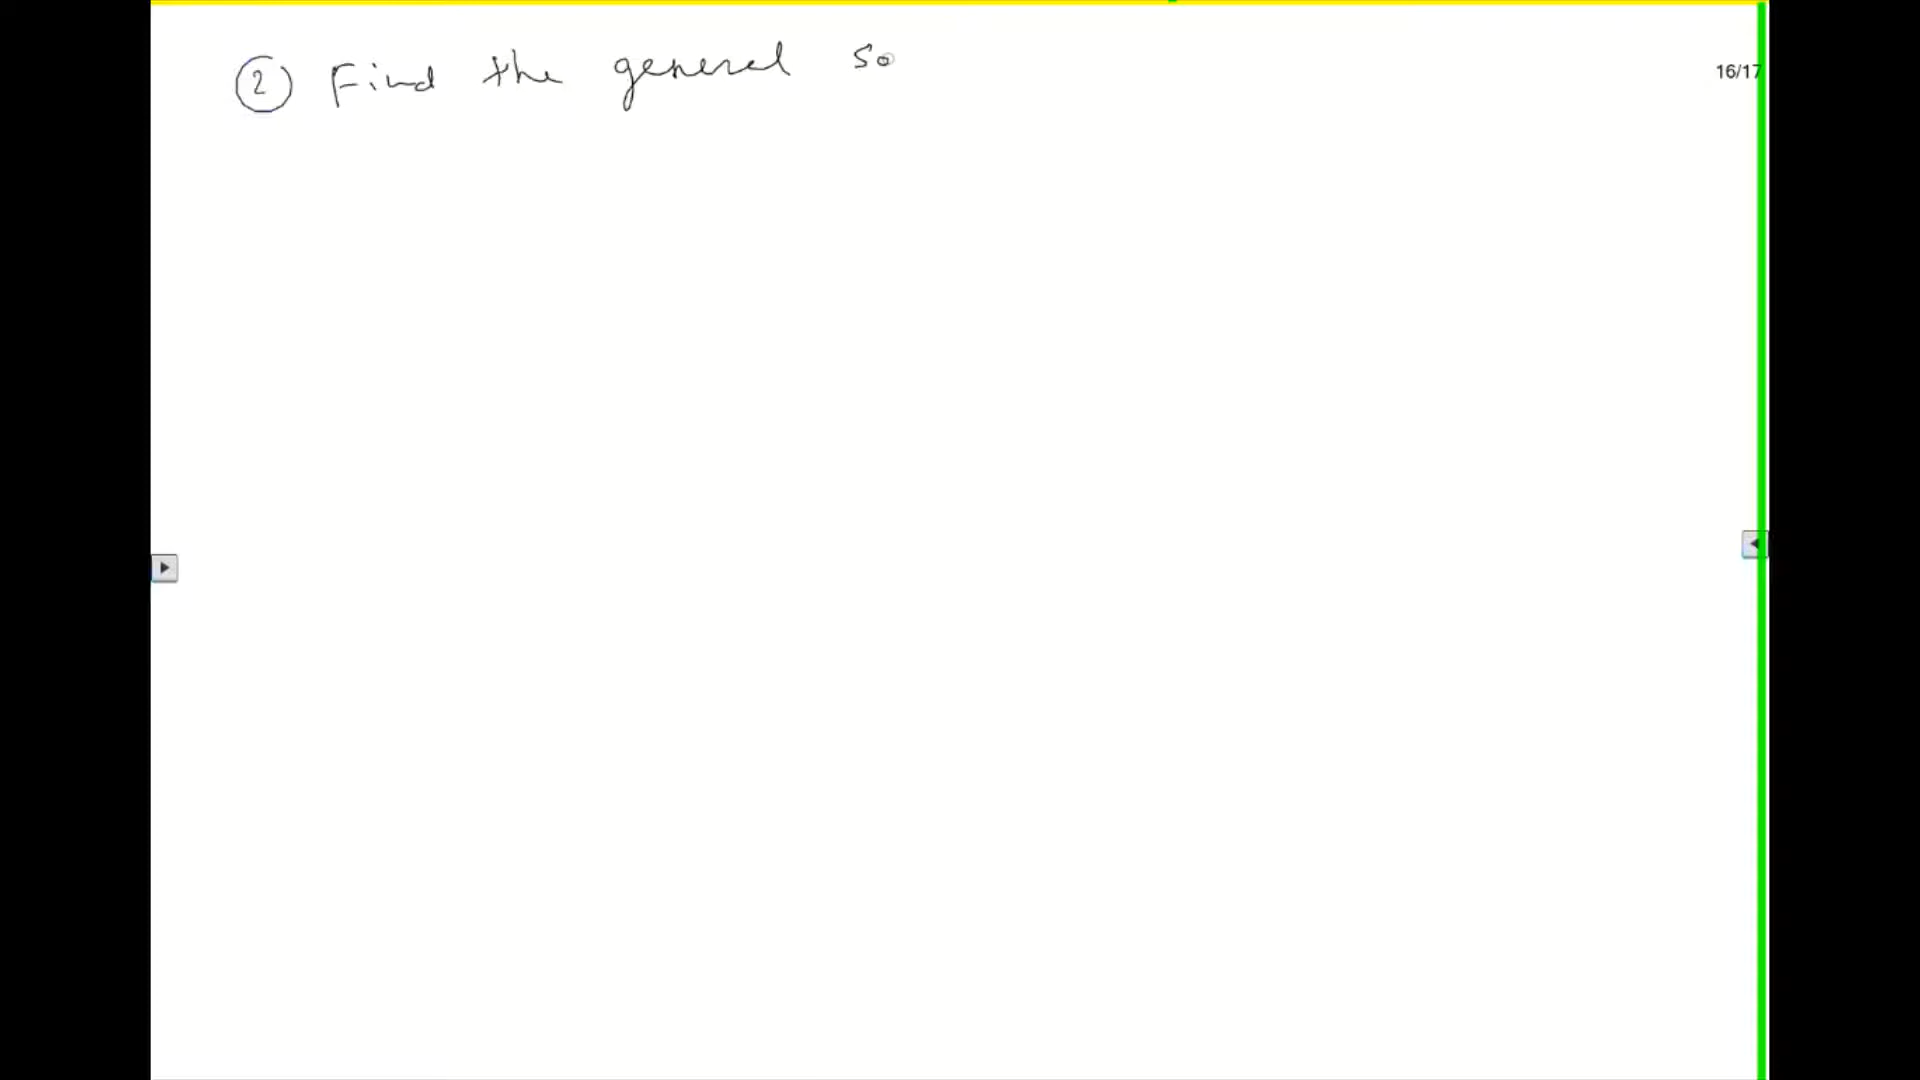 ② Find the general so
16/17